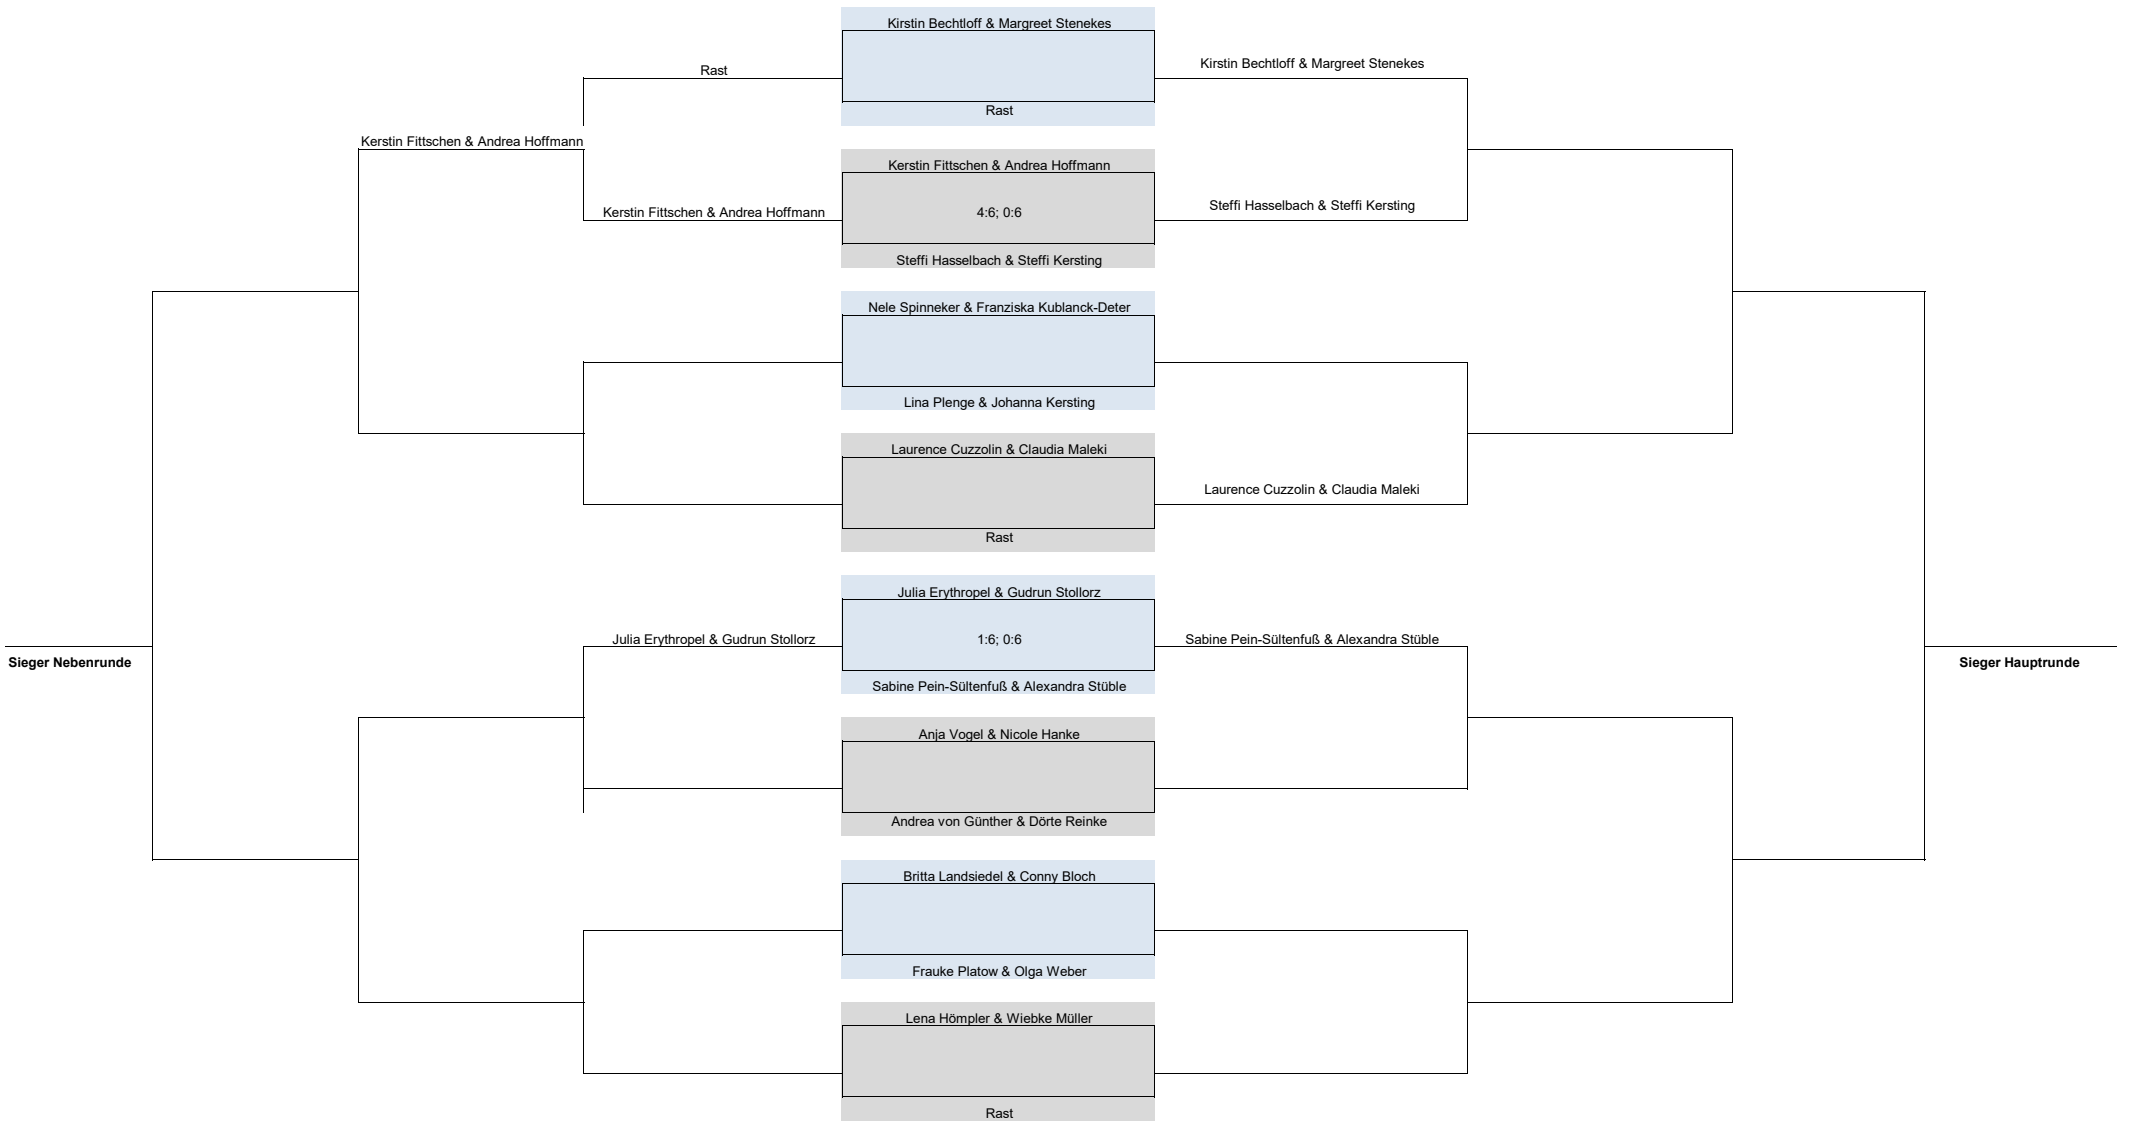 Kirstin Bechtloff & Margreet Stenekes
Rast
Kirstin Bechtloff & Margreet Stenekes
Rast
Kerstin Fittschen & Andrea Hoffmann
Kerstin Fittschen & Andrea Hoffmann
Kerstin Fittschen & Andrea Hoffmann
4:6; 0:6
Steffi Hasselbach & Steffi Kersting
Steffi Hasselbach & Steffi Kersting
Nele Spinneker & Franziska Kublanck-Deter
Lina Plenge & Johanna Kersting
Laurence Cuzzolin & Claudia Maleki
Laurence Cuzzolin & Claudia Maleki
Rast
Julia Erythropel & Gudrun Stollorz
Julia Erythropel & Gudrun Stollorz
1:6; 0:6
Sabine Pein-Sültenfuß & Alexandra Stüble
Sieger Nebenrunde
Sieger Hauptrunde
Sabine Pein-Sültenfuß & Alexandra Stüble
Anja Vogel & Nicole Hanke
Andrea von Günther & Dörte Reinke
Britta Landsiedel & Conny Bloch
Frauke Platow & Olga Weber
Lena Hömpler & Wiebke Müller
Rast